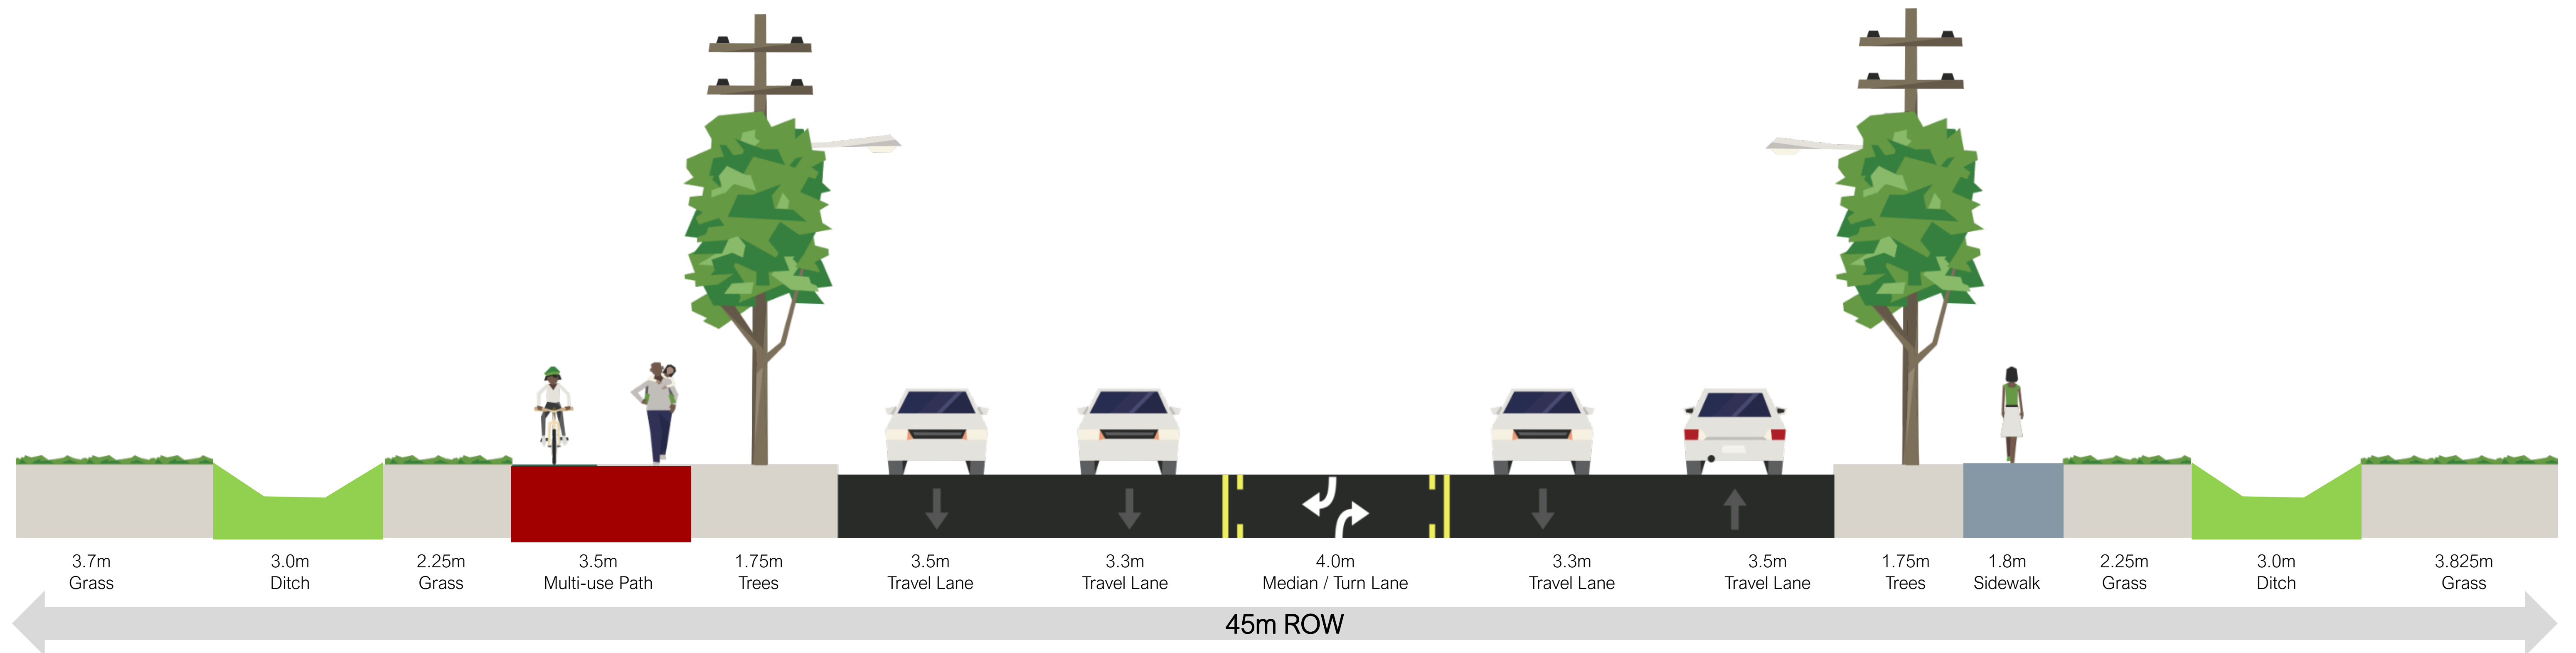 3.7m
Grass
3.0m
Ditch
2.25m
Grass
3.5m
Multi-use Path
1.75m
Trees
3.5m
Travel Lane
3.3m
Travel Lane
4.0m
Median / Turn Lane
3.3m
Travel Lane
3.5m
Travel Lane
1.75m
Trees
1.8m
Sidewalk
2.25m
Grass
3.0m
Ditch
3.825m
Grass
45m ROW